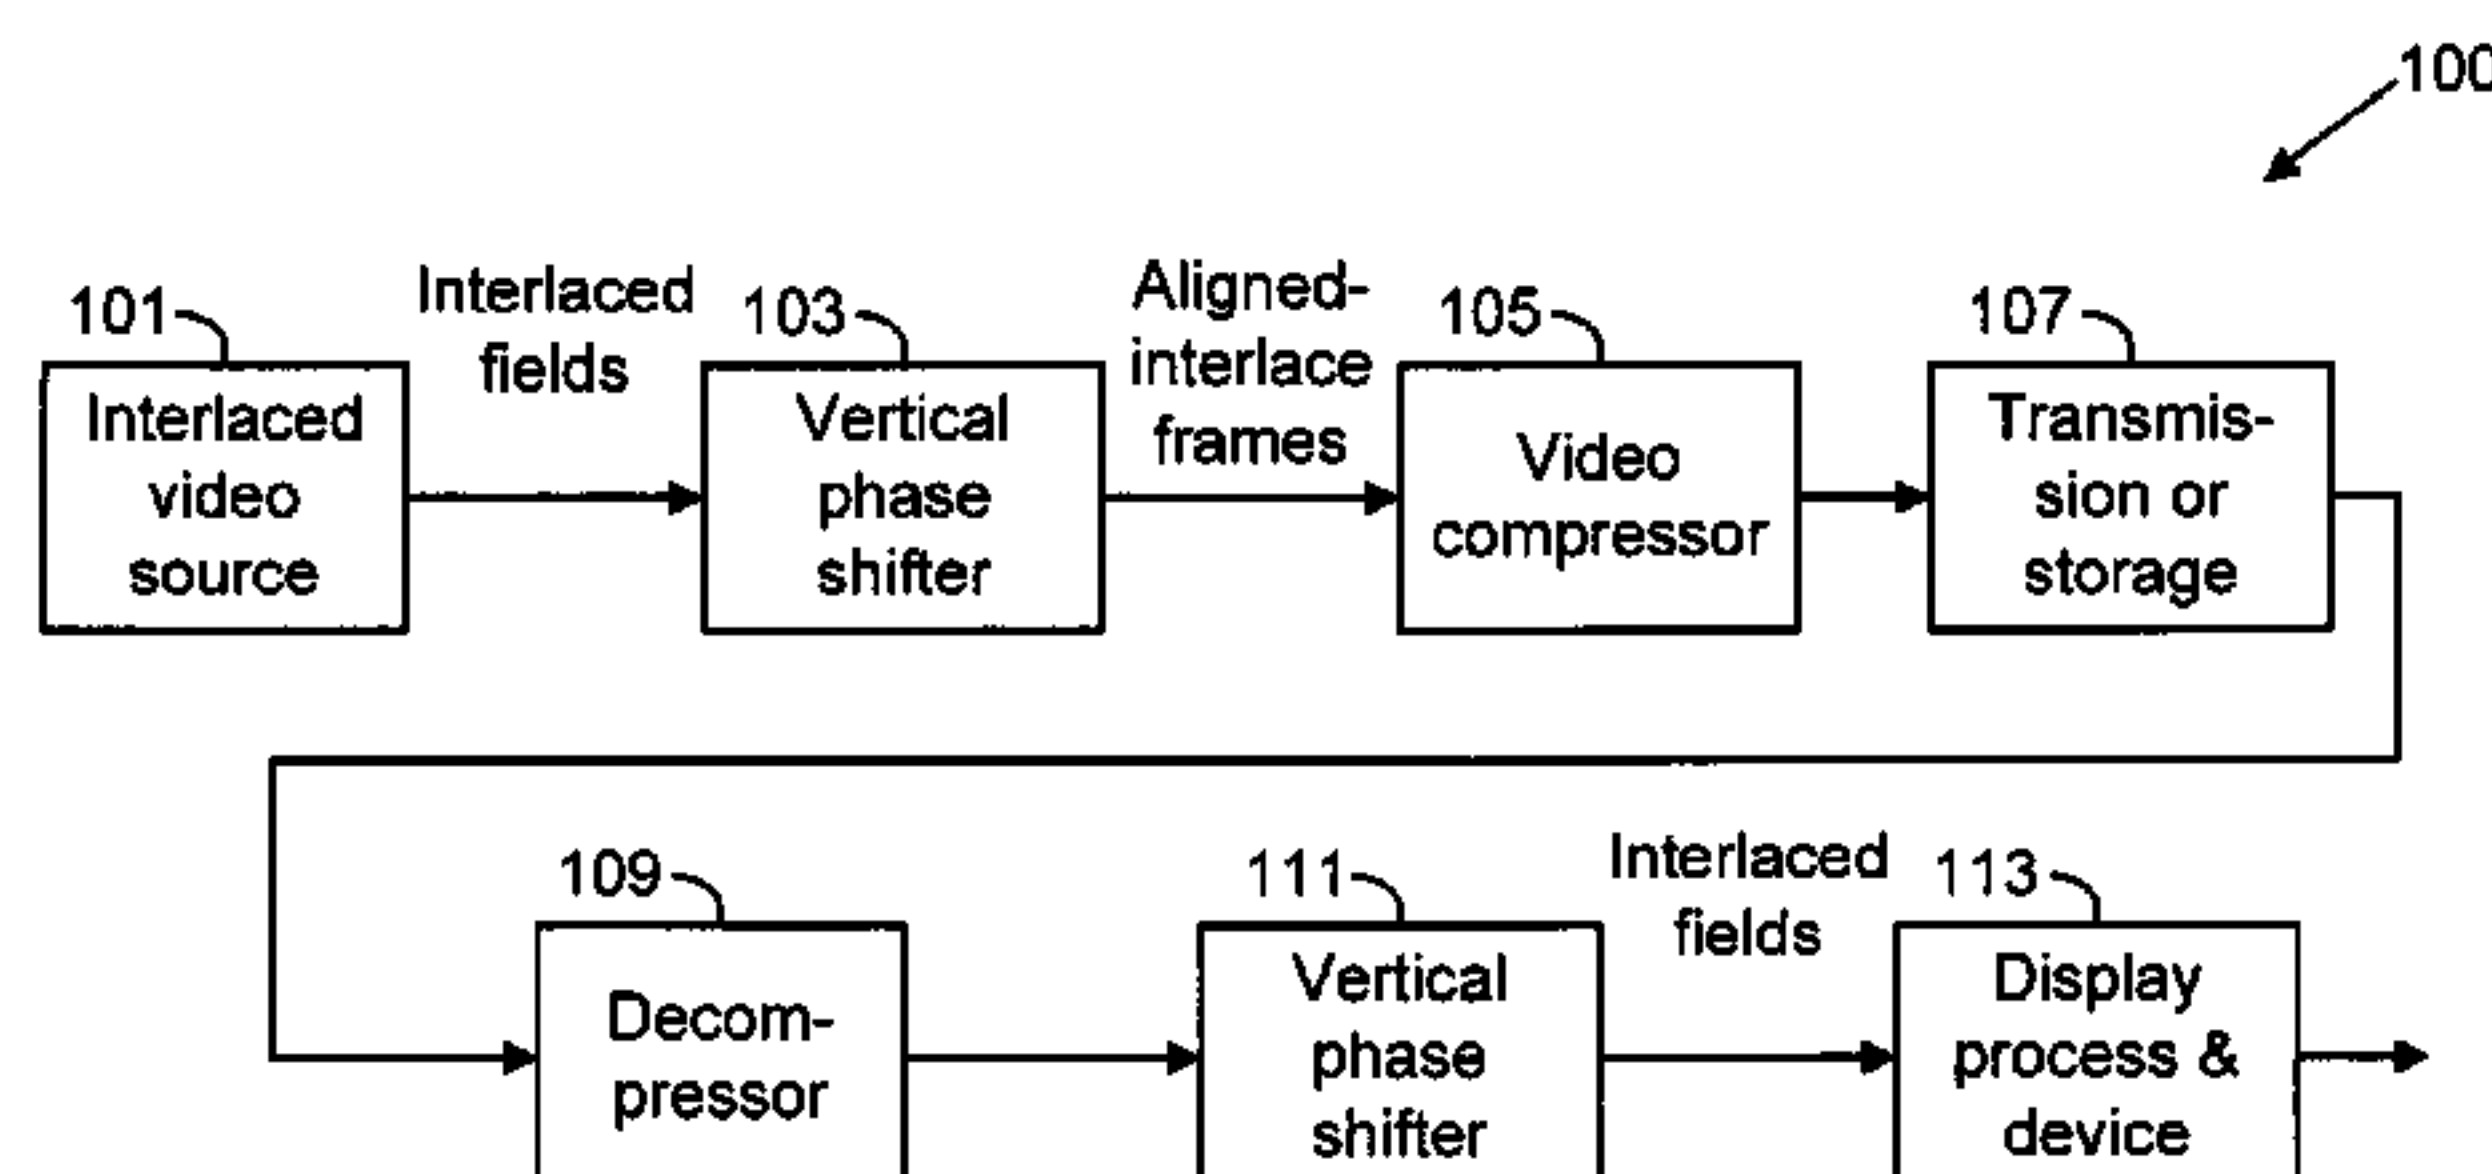 100
101
Interlaced
fields
103
Aligned-
interlace
frames
105
107
Interlaced
video
source
Vertical
phase
shifter
Video
compressor
Transmis-
sion or
storage
109
111
Interlaced
fields
113
Decom-
pressor
Vertical
phase
shifter
Display
process &
device